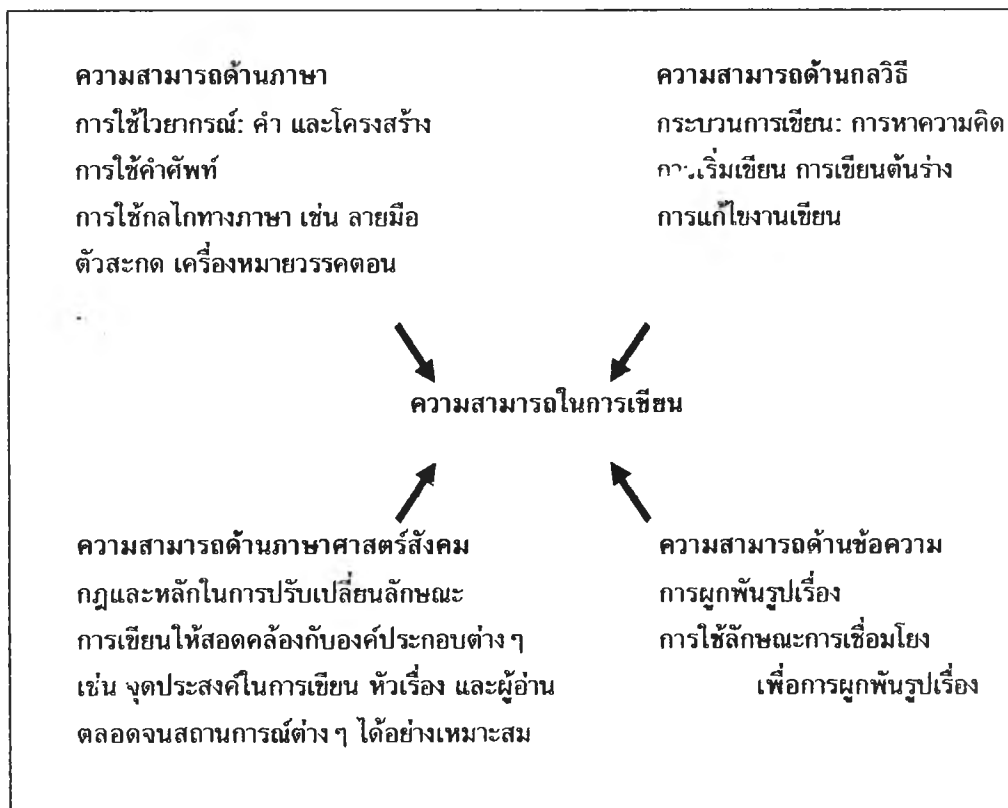 ความสามารถด้านภาษา
การใช้ไวยากรณ์: คำ และโครงสร้าง
การใช้คำศัพท์
การใช้กลไกทางภาษา เช่น ลายมือ
ตัวสะกด เครื่องหมายวรรคตอน
ความสามารถด้านกลวิธี
กระบวนการเขียน: การหาความคิด
การเริ่มเขียน การเขียนต้นร่าง
การแก้ไขงานเขียน
ความสามารถในการเขียน
ความสามารถด้านภาษาศาสตร์สังคม
กฎและหลักในการปรับเปลี่ยนลักษณะ
การเขียนให้สอดคล้องกับองค์ประกอบต่าง ๆ
เช่น จุดประสงค์ในการเขียน หัวเรื่อง และผู้อ่าน
ตลอดจนสถานการณ์ต่าง ๆ ได้อย่างเหมาะสม
ความสามารถด้านข้อความ
การผูกพันรูปเรื่อง
การใช้ลักษณะการเชื่อมโยง
เพื่อการผูกพันรูปเรื่อง